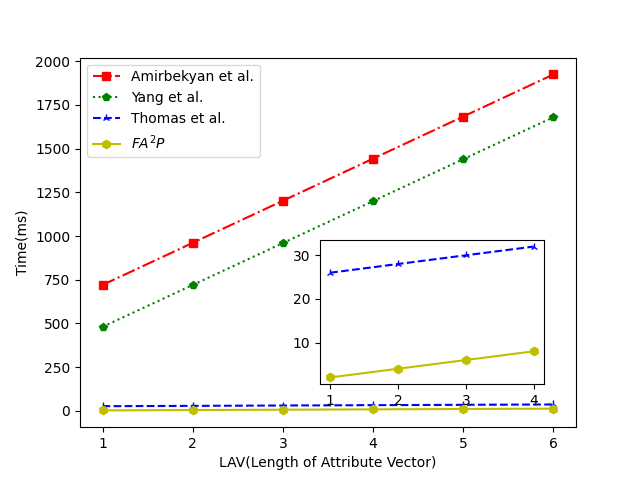 2000
1750
1500
1250
1000
750
500
250
0
Time(ms)
Amirbekyan et al.
Yang et al.
Thomas et al.
FA²P
30
20
10
1 2 3 4
1 2 3 4 5 6
LAV(Length of Attribute Vector)